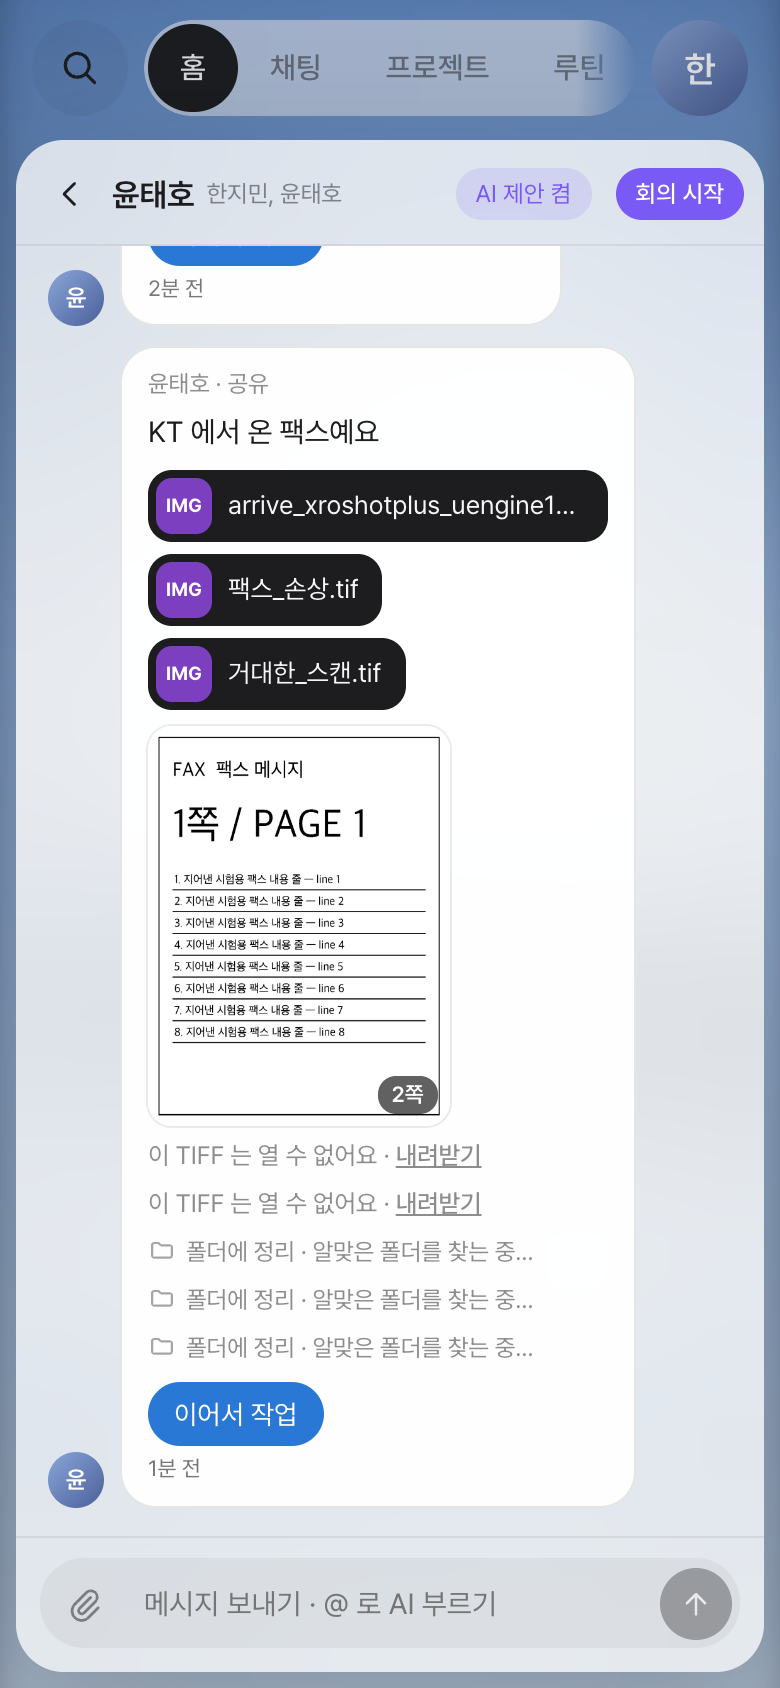 홈 채팅 프로젝트 루틴 한
윤태호 한지민, 윤태호 AI 제안 켬 회의 시작
2분 전
윤
윤태호 · 공유
KT 에서 온 팩스예요
IMG arrive_xroshotplus_uengine1...
IMG 팩스_손상.tif
IMG 거대한_스캔.tif
FAX 팩스 메시지
1쪽 / PAGE 1
1. 지어낸 시험용 팩스 내용 줄 — line 1
2. 지어낸 시험용 팩스 내용 줄 — line 2
3. 지어낸 시험용 팩스 내용 줄 — line 3
4. 지어낸 시험용 팩스 내용 줄 — line 4
5. 지어낸 시험용 팩스 내용 줄 — line 5
6. 지어낸 시험용 팩스 내용 줄 — line 6
7. 지어낸 시험용 팩스 내용 줄 — line 7
8. 지어낸 시험용 팩스 내용 줄 — line 8
2쪽
이 TIFF 는 열 수 없어요 · 내려받기
이 TIFF 는 열 수 없어요 · 내려받기
폴더에 정리 · 알맞은 폴더를 찾는 중...
폴더에 정리 · 알맞은 폴더를 찾는 중...
폴더에 정리 · 알맞은 폴더를 찾는 중...
이어서 작업
1분 전
윤
메시지 보내기 · @ 로 AI 부르기